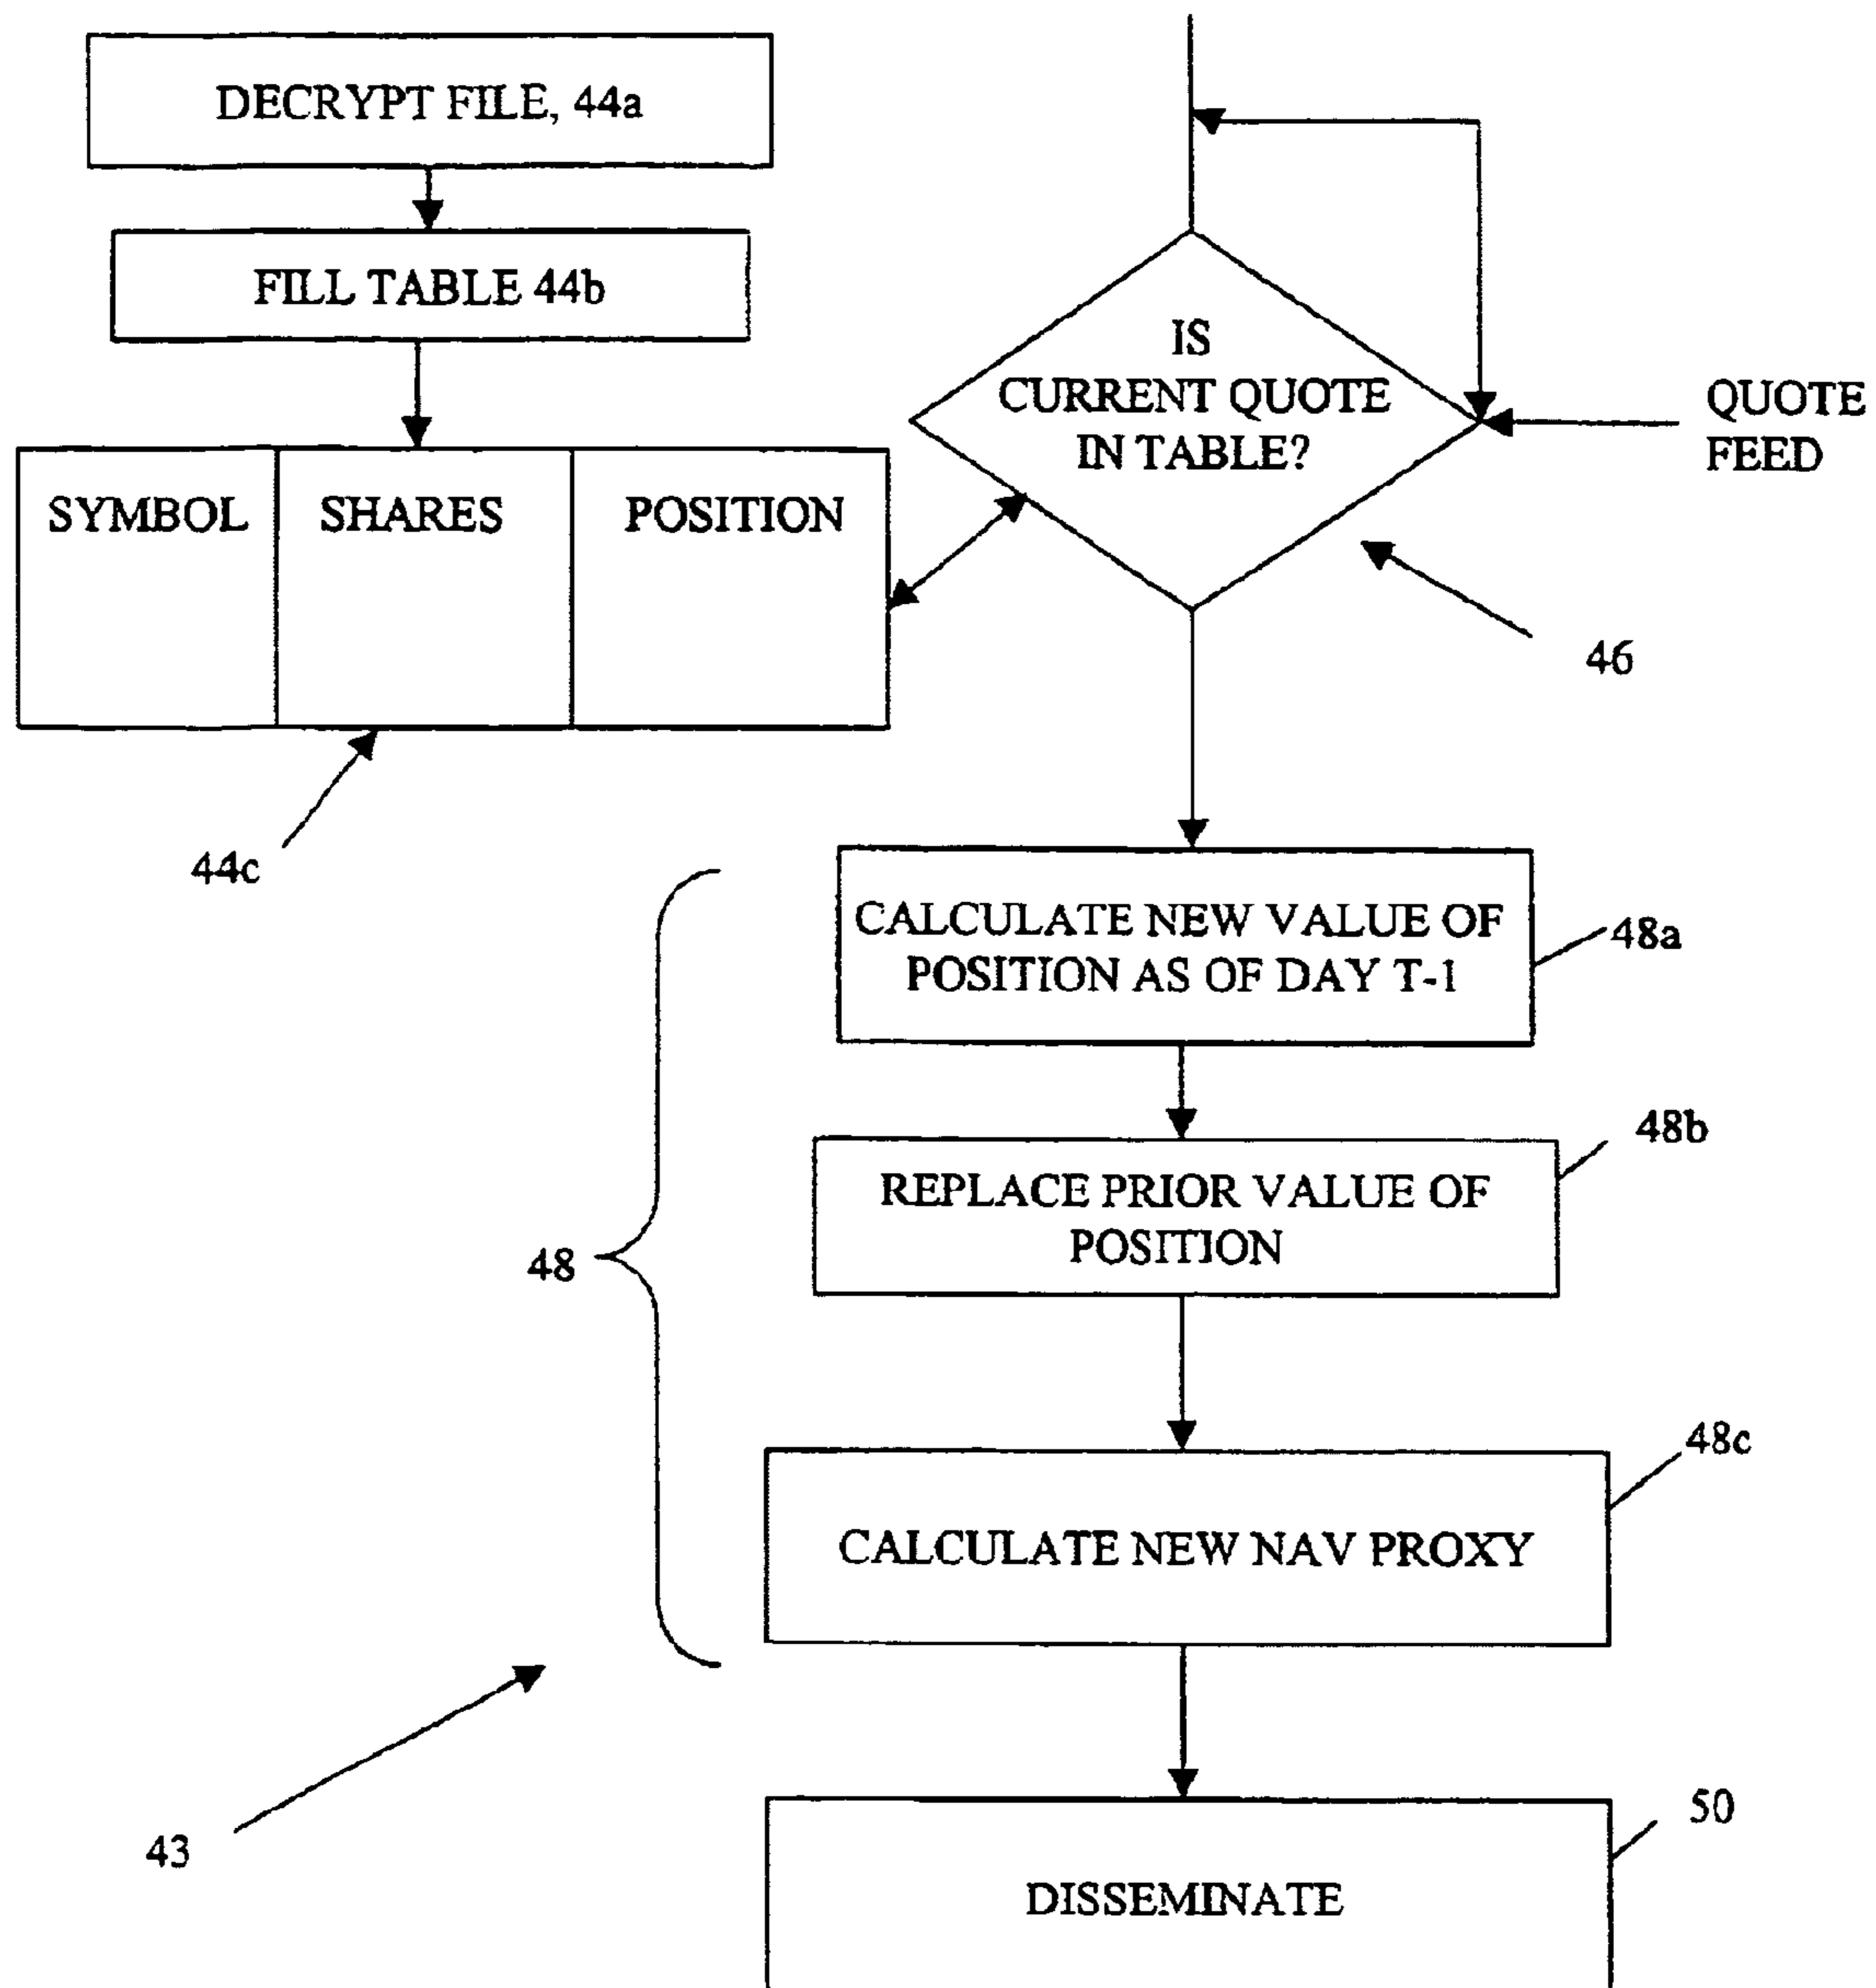 DECRYPT FILE, 44a
FILL TABLE 44b
SYMBOL
SHARES
POSITION
44c
IS
CURRENT QUOTE
IN TABLE?
QUOTE
FEED
46
CALCULATE NEW VALUE OF
POSITION AS OF DAY T-1
48a
REPLACE PRIOR VALUE OF
POSITION
48b
48
CALCULATE NEW NAV PROXY
48c
43
DISSEMINATE
50